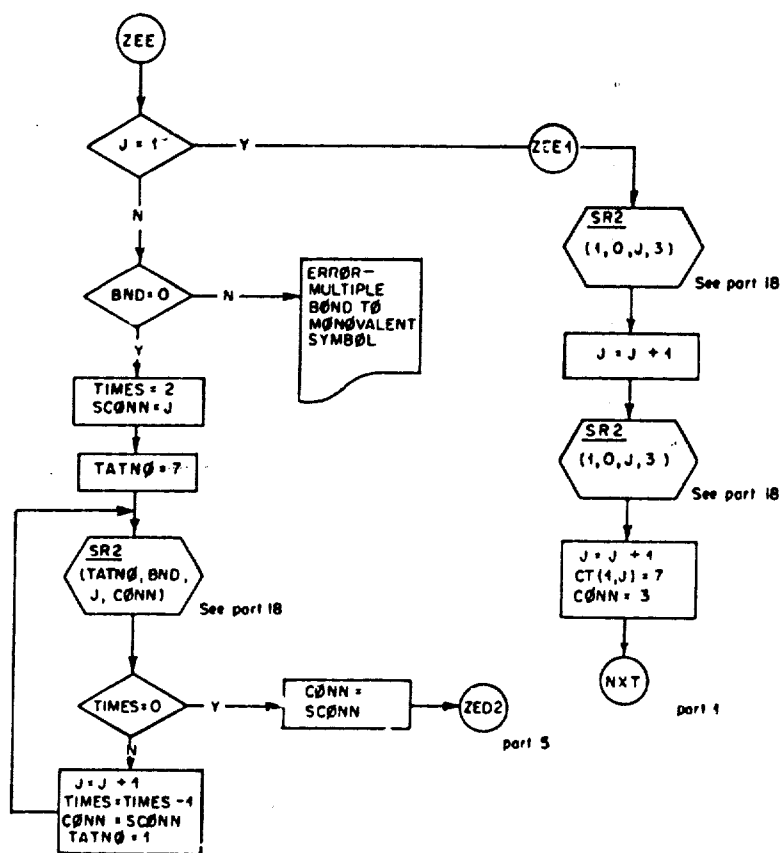 ZEE
J = 1
Y
ZEE1
N
SR2
(1, 0, J, 3)
See part 18
BND=0
N
ERRØR-
MULTIPLE
BØND TØ
MØNØVALENT
SYMBØL
J = J + 1
Y
TIMES = 2
SCØNN=J
SR2
(1, 0, J, 3)
See part 18
TATNØ=7
SR2
(TATNØ, BND,
J, CØNN)
See part 18
J = J + 1
CT(1,J)=7
CØNN = 3
NXT
part 1
TIMES=0
Y
CØNN =
SCØNN
ZED2
part 5
N
J=J +1
TIMES=TIMES-1
CØNN=SCØNN
TATNØ=1